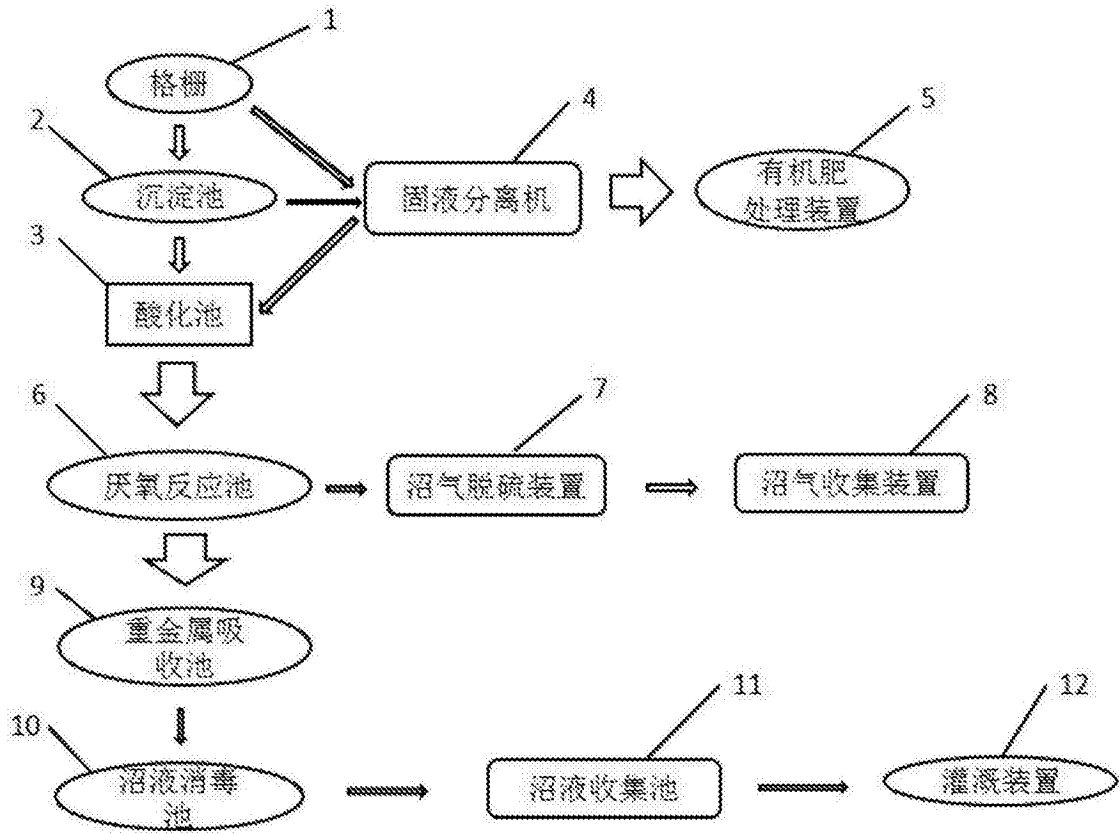 1
格栅
2
沉淀池
3
酸化池
4
固液分离机
5
有机肥
处理装置
6
厌氧反应池
7
沼气脱硫装置
8
沼气收集装置
9
重金属吸
收池
10
沼液消毒
池
11
沼液收集池
12
灌溉装置